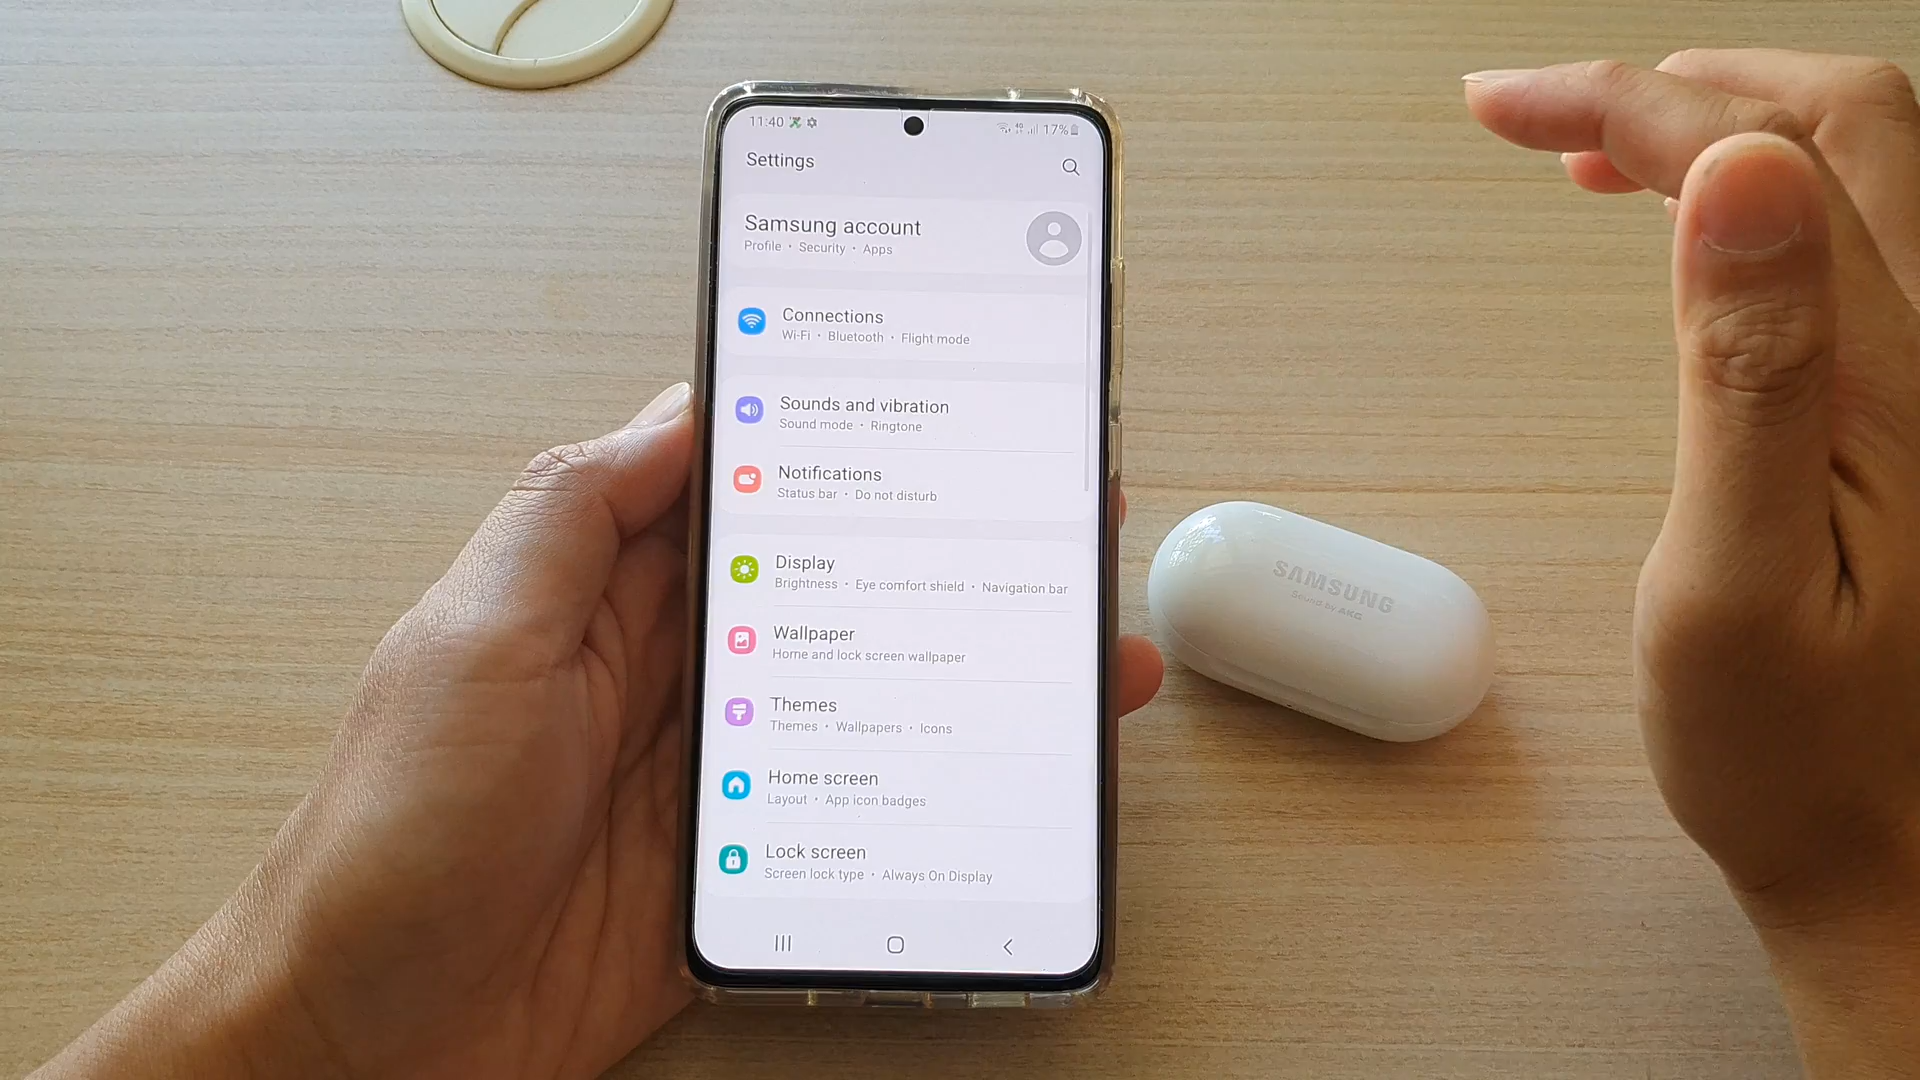 11:40 4G 17%
Settings
Samsung account
Profile • Security • Apps
Connections
Wi-Fi • Bluetooth • Flight mode
Sounds and vibration
Sound mode • Ringtone
Notifications
Status bar • Do not disturb
Display
Brightness • Eye comfort shield • Navigation bar
Wallpaper
Home and lock screen wallpaper
Themes
Themes • Wallpapers • Icons
Home screen
Layout • App icon badges
Lock screen
Screen lock type • Always On Display
SAMSUNG
Sound by AKG